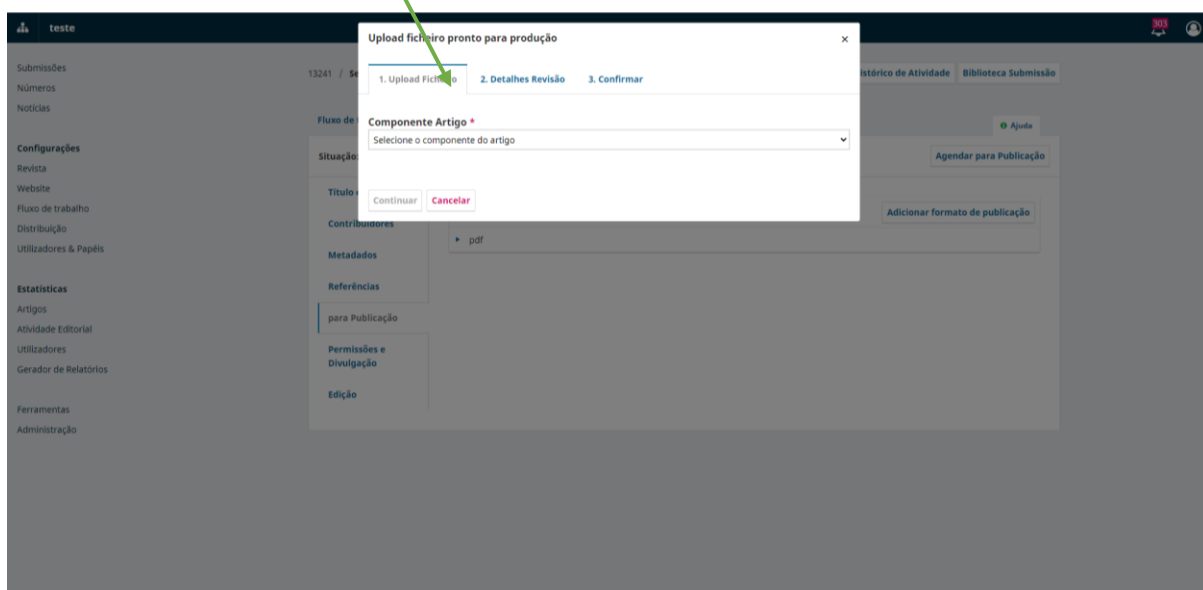 teste
303
Upload ficheiro pronto para produção
×
Submissões
Números
Notícias
Configurações
Revista
Website
Fluxo de trabalho
Distribuição
Utilizadores & Papéis
Estatísticas
Artigos
Atividade Editorial
Utilizadores
Gerador de Relatórios
Ferramentas
Administração
13241 / Se
istórico de Atividade Biblioteca Submissão
1. Upload Ficheiro 2. Detalhes Revisão 3. Confirmar
Fluxo de
Ajuda
Componente Artigo *
Selecione o componente do artigo
Situação:
Agendar para Publicação
Continuar Cancelar
Título
Adicionar formato de publicação
Contribuidores
pdf
Metadados
Referências
para Publicação
Permissões e
Divulgação
Edição